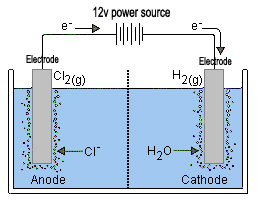 12v power source
e⁻ e⁻
Electrode Electrode
Cl₂(g) H₂(g)
Cl⁻ H₂O
Anode Cathode